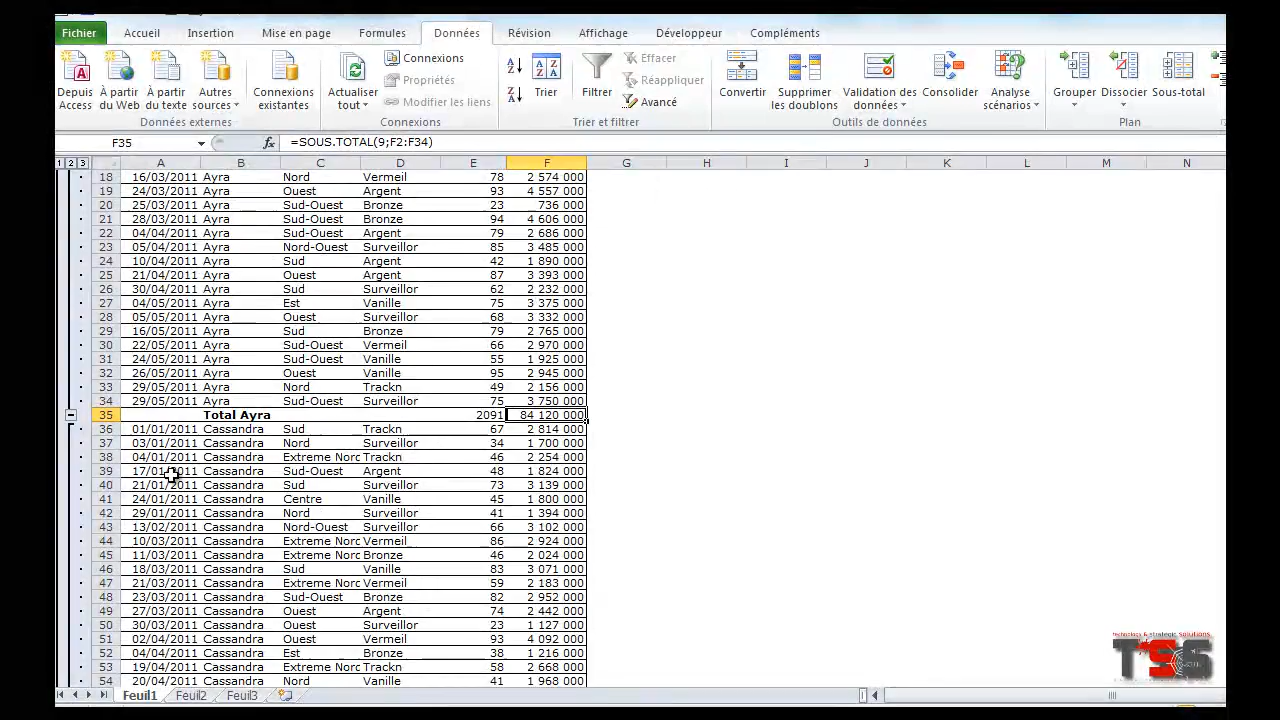 Fichier Accueil Insertion Mise en page Formules Données Révision Affichage Développeur Compléments
Depuis Access
À partir du Web
À partir du texte
Autres sources
Connexions existantes
Actualiser tout
Connexions
Propriétés
Modifier les liens
Trier
Filtrer
Effacer
Réappliquer
Avancé
Convertir
Supprimer les doublons
Validation des données
Consolider
Analyse scénarios
Grouper
Dissocier
Sous-total
Données externes Connexions Trier et filtrer Outils de données Plan
F35 fx =SOUS.TOTAL(9;F2:F34)
1 2 3 A B C D E F G H I J K L M N
18 16/03/2011 Ayra Nord Vermeil 78 2 574 000
19 24/03/2011 Ayra Ouest Argent 93 4 557 000
20 25/03/2011 Ayra Sud-Ouest Bronze 23 736 000
21 28/03/2011 Ayra Sud-Ouest Bronze 94 4 606 000
22 04/04/2011 Ayra Sud-Ouest Argent 79 2 686 000
23 05/04/2011 Ayra Nord-Ouest Surveillor 85 3 485 000
24 10/04/2011 Ayra Sud Argent 42 1 890 000
25 21/04/2011 Ayra Ouest Argent 87 3 393 000
26 30/04/2011 Ayra Sud Surveillor 62 2 232 000
27 04/05/2011 Ayra Est Vanille 75 3 375 000
28 05/05/2011 Ayra Ouest Surveillor 68 3 332 000
29 16/05/2011 Ayra Sud Bronze 79 2 765 000
30 22/05/2011 Ayra Sud-Ouest Vermeil 66 2 970 000
31 24/05/2011 Ayra Sud-Ouest Vanille 55 1 925 000
32 26/05/2011 Ayra Ouest Vanille 95 2 945 000
33 29/05/2011 Ayra Nord Trackn 49 2 156 000
34 29/05/2011 Ayra Sud-Ouest Surveillor 75 3 750 000
35 Total Ayra 2091 84 120 000
36 01/01/2011 Cassandra Sud Trackn 67 2 814 000
37 03/01/2011 Cassandra Nord Surveillor 34 1 700 000
38 04/01/2011 Cassandra Extreme Nord Trackn 46 2 254 000
39 17/01/2011 Cassandra Sud-Ouest Argent 48 1 824 000
40 21/01/2011 Cassandra Sud Surveillor 73 3 139 000
41 24/01/2011 Cassandra Centre Vanille 45 1 800 000
42 29/01/2011 Cassandra Nord Surveillor 41 1 394 000
43 13/02/2011 Cassandra Nord-Ouest Surveillor 66 3 102 000
44 10/03/2011 Cassandra Extreme Nord Vermeil 86 2 924 000
45 11/03/2011 Cassandra Extreme Nord Bronze 46 2 024 000
46 18/03/2011 Cassandra Sud Vanille 83 3 071 000
47 21/03/2011 Cassandra Extreme Nord Vermeil 59 2 183 000
48 23/03/2011 Cassandra Sud-Ouest Bronze 82 2 952 000
49 27/03/2011 Cassandra Ouest Argent 74 2 442 000
50 30/03/2011 Cassandra Ouest Surveillor 23 1 127 000
51 02/04/2011 Cassandra Ouest Vermeil 93 4 092 000
52 04/04/2011 Cassandra Est Bronze 38 1 216 000
53 19/04/2011 Cassandra Extreme Nord Trackn 58 2 668 000
54 20/04/2011 Cassandra Nord Vanille 41 1 968 000
Technology & strategic Solutions
TSS
Feuil1 Feuil2 Feuil3